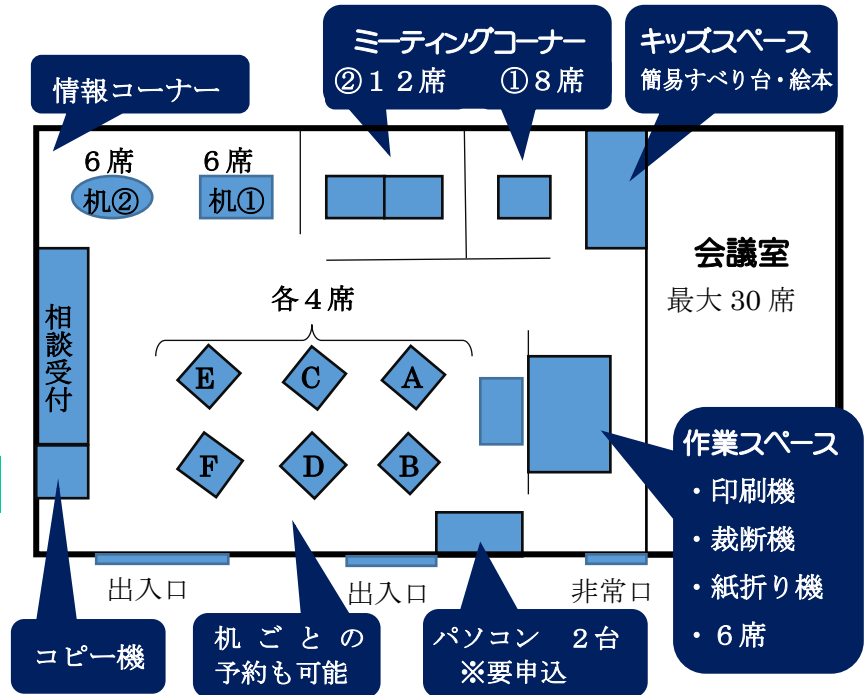 ミーティングコーナー
②１２席　①８席
キッズスペース
簡易すべり台・絵本
情報コーナー
６席
６席
机②
机①
会議室
最大 30 席
各４席
相談受付
E
C
A
F
D
B
作業スペース
・印刷機
・裁断機
・紙折り機
・６席
出入口
出入口
非常口
コピー機
机ごとの
予約も可能
パソコン　２台
※要申込